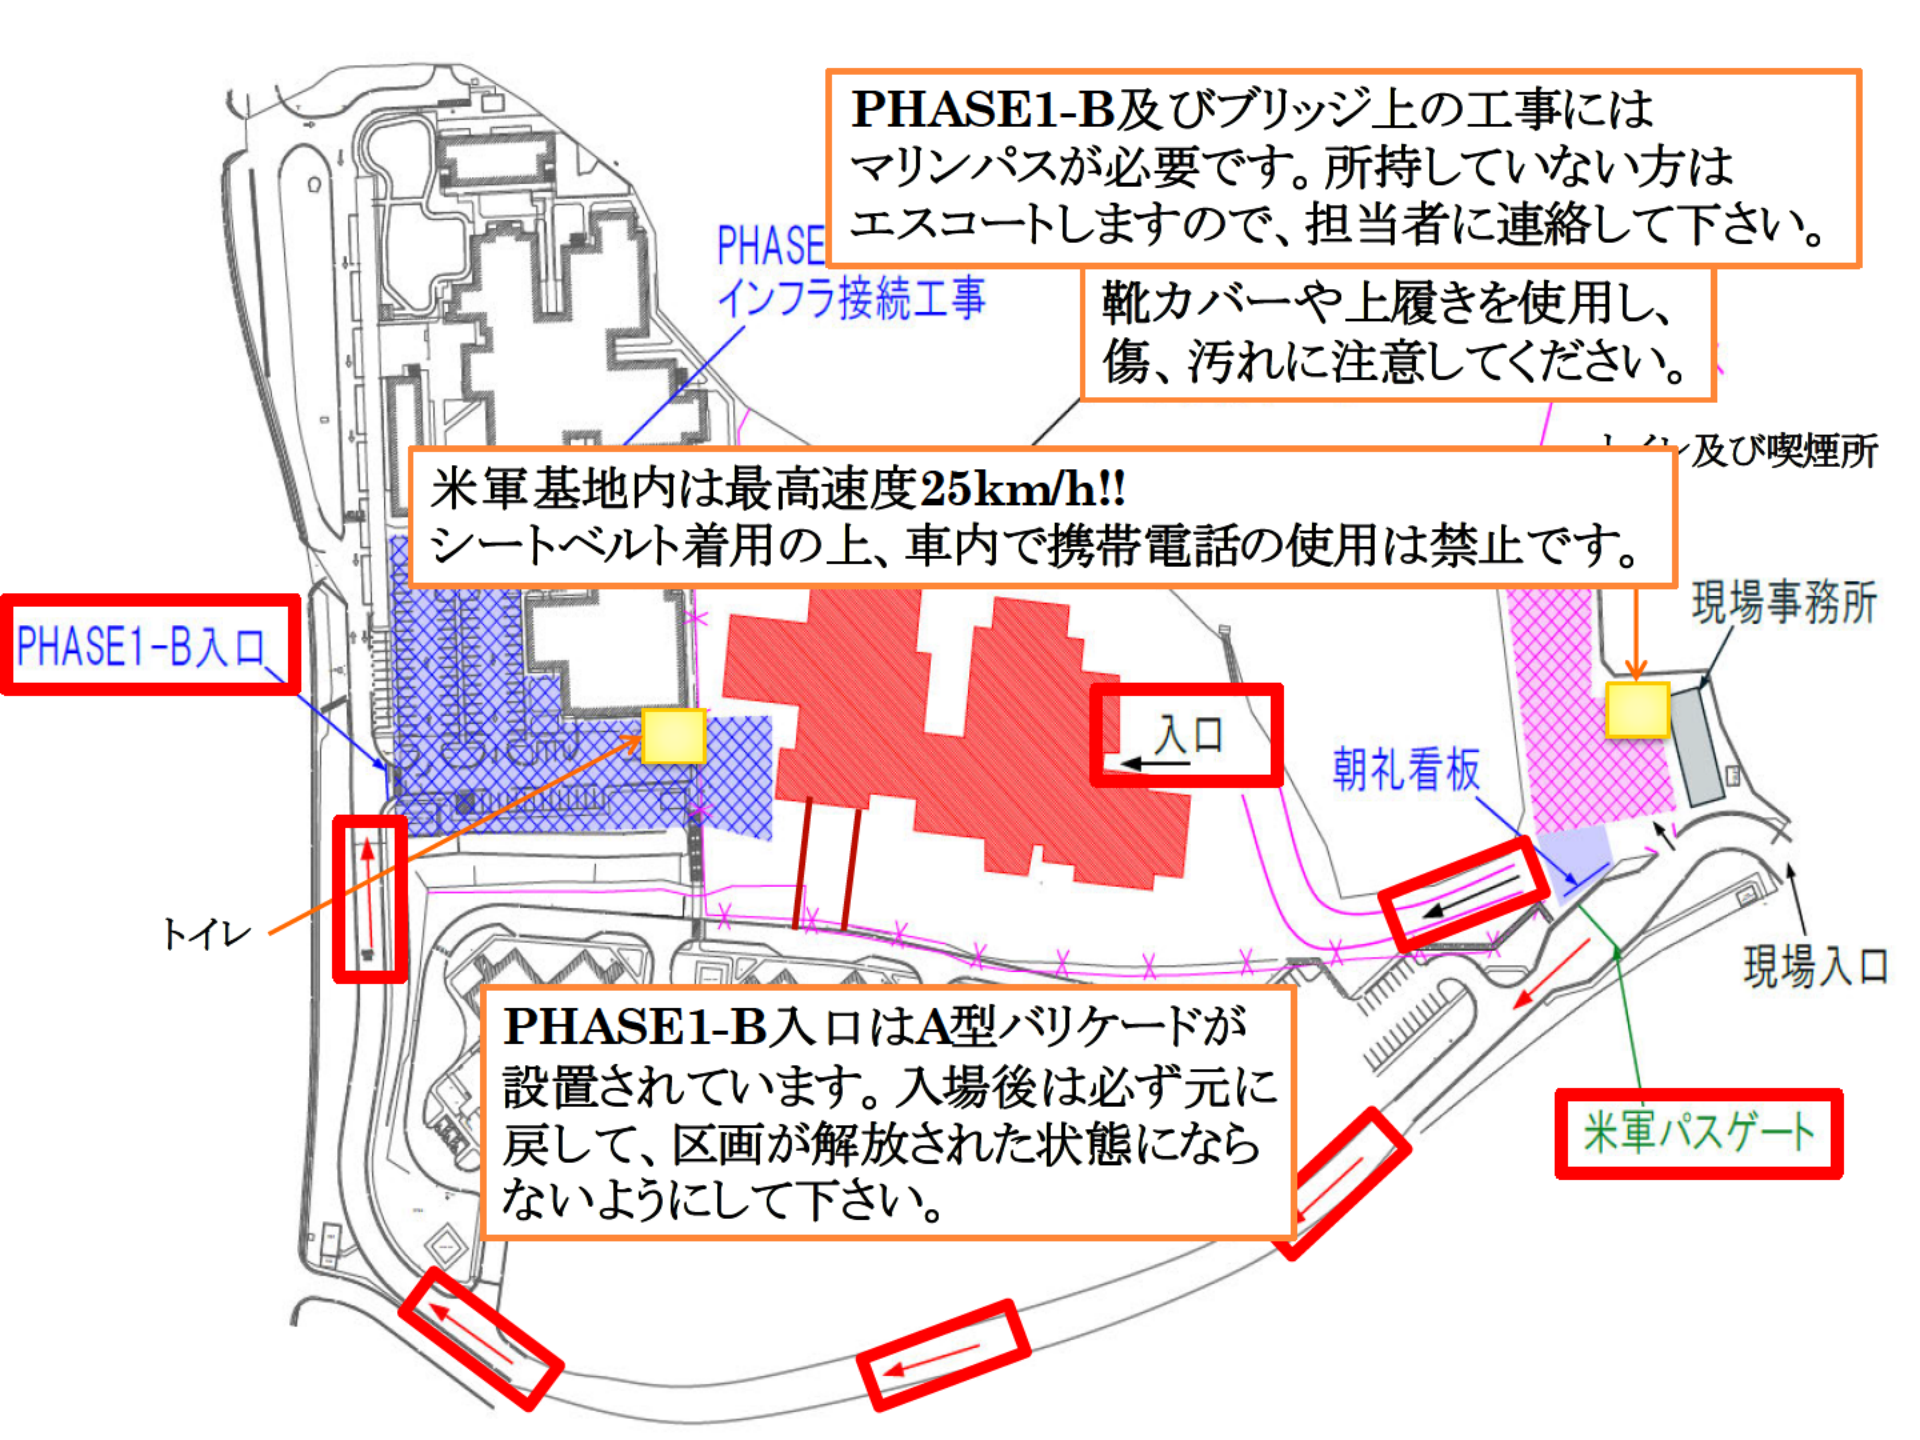 PHASE1-B及びブリッジ上の工事には
マリンパスが必要です。所持していない方は
エスコートしますので、担当者に連絡して下さい。
PHASE
インフラ接続工事
靴カバーや上履きを使用し、
傷、汚れに注意してください。
トイレ及び喫煙所
米軍基地内は最高速度25km/h!!
シートベルト着用の上、車内で携帯電話の使用は禁止です。
現場事務所
PHASE1-B入口
入口
朝礼看板
トイレ
現場入口
PHASE1-B入口はA型バリケードが
設置されています。入場後は必ず元に
戻して、区画が解放された状態になら
ないようにして下さい。
米軍パスゲート